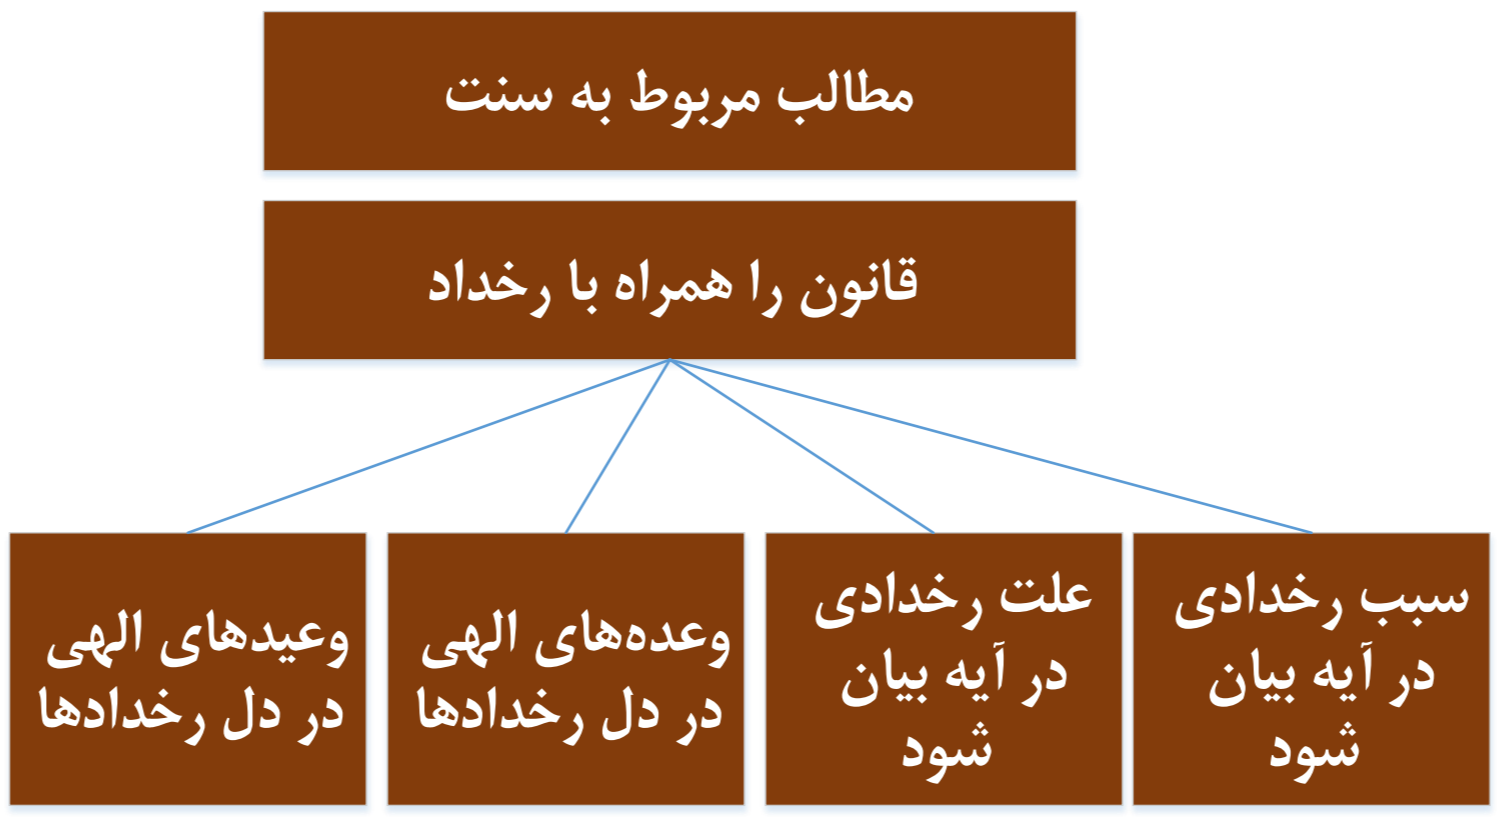 مطالب مربوط به سنت
قانون را همراه با رخداد
سبب رخدادی
در آیه بیان
شود
علت رخدادی
در آیه بیان
شود
وعده‌های الهی
در دل رخدادها
وعیدهای الهی
در دل رخدادها